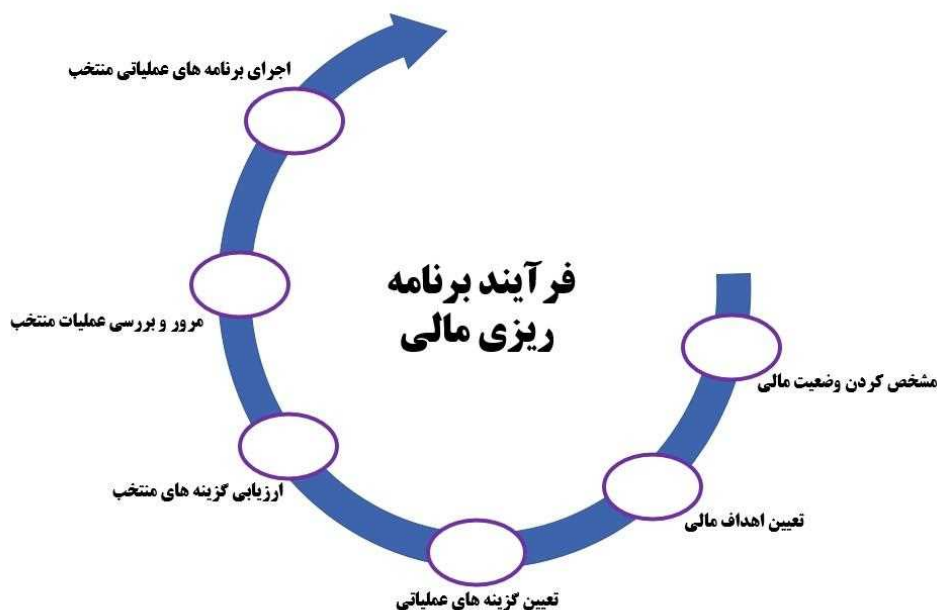 فرآیند برنامه
ریزی مالی
مشخص کردن وضعیت مالی
تعیین اهداف مالی
تعیین گزینه های عملیاتی
ارزیابی گزینه های منتخب
مرور و بررسی عملیات منتخب
اجرای برنامه های عملیاتی منتخب